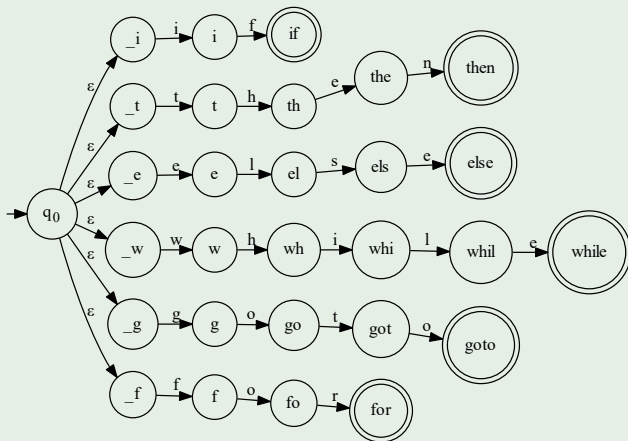 _i i i f if
_t t t h th e the n then
_e e e l el s els e else
q0 ε ε ε ε ε ε
_w w w h wh i whi l whil e while
_g g g o go t got o goto
_f f f o fo r for